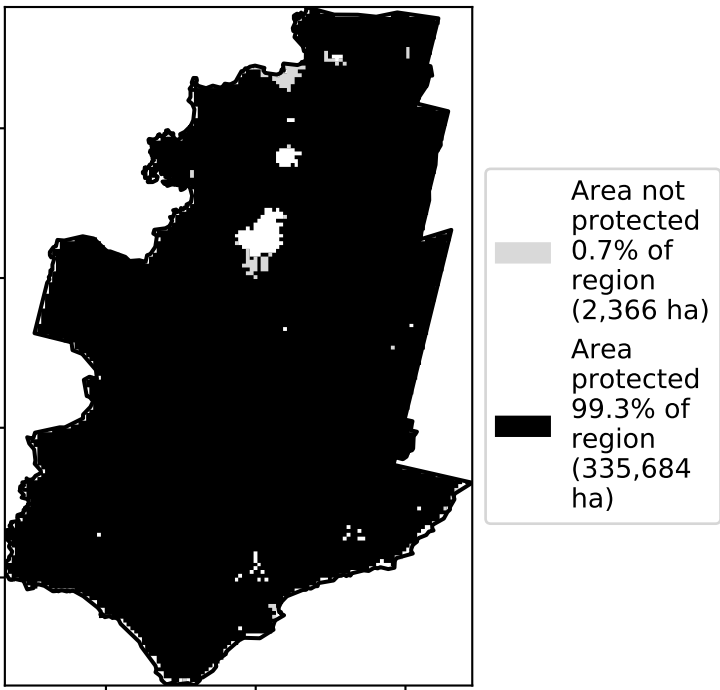 Area not
protected
0.7% of
region
(2,366 ha)
Area
protected
99.3% of
region
(335,684
ha)